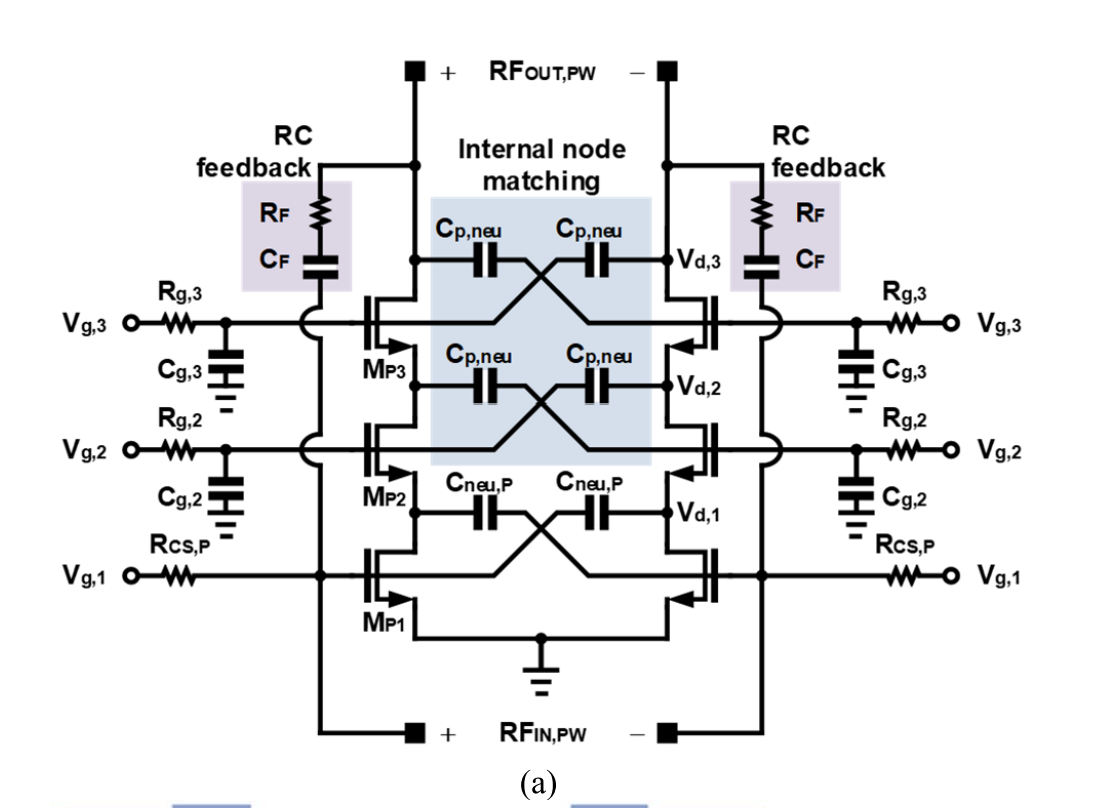 + RFOUT,PW −
RC feedback
Internal node matching
RC feedback
RF
CF
Cp,neu Cp,neu
RF
CF
Vd,3
Rg,3
Vg,3
Cg,3
MP3
Rg,3
Vg,3
Cg,3
Cp,neu Cp,neu
Vd,2
Rg,2
Vg,2
Cg,2
MP2
Rg,2
Vg,2
Cg,2
Cneu,P Cneu,P
Vd,1
RCS,P
Vg,1
MP1
RCS,P
Vg,1
+ RFIN,PW −
(a)